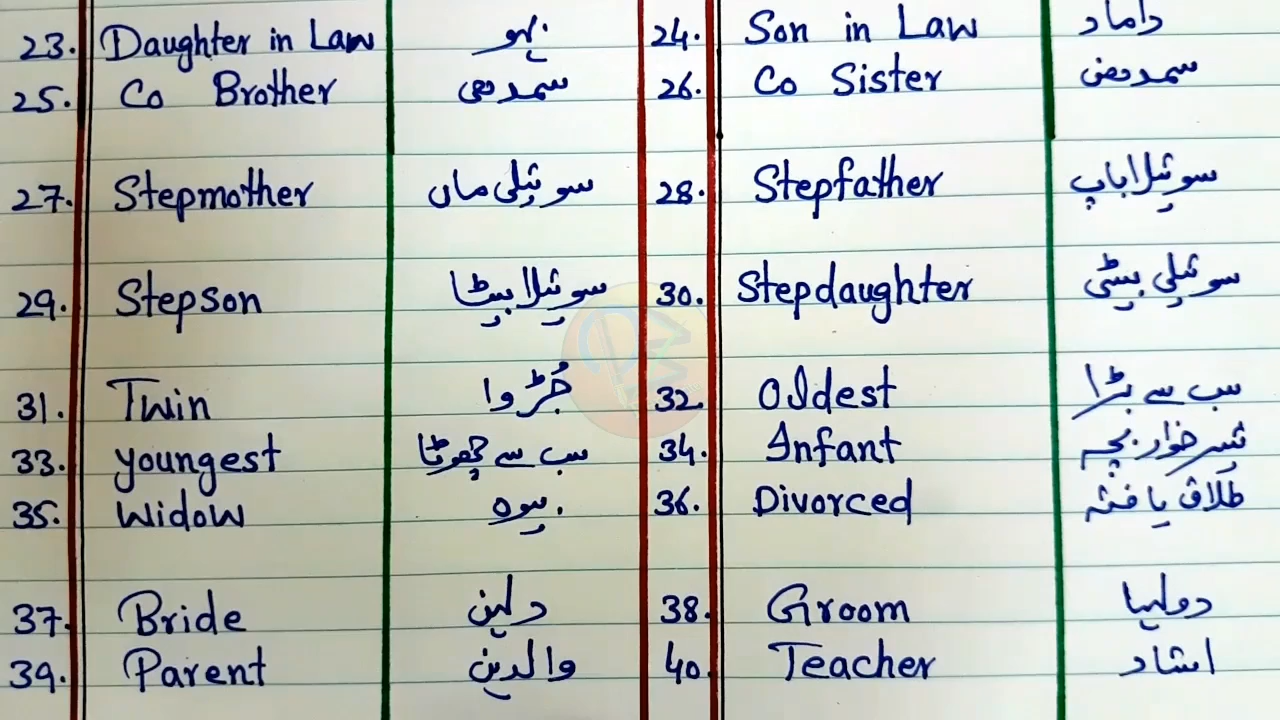 23. Daughter in Law بہو 24. Son in Law داماد
25. Co Brother سمدھی 26. Co Sister سمدھن
27. Stepmother سوتیلی ماں 28. Stepfather سوتیلا باپ
29. Stepson سوتیلا بیٹا 30. Stepdaughter سوتیلی بیٹی
31. Twin جُڑوا 32. Oldest سب سے بڑا
33. youngest سب سے چھوٹا 34. Infant شیر خوار بچہ
35. Widow بیوہ 36. Divorced طلاق یافتہ
37. Bride دلہن 38. Groom دولہا
39. Parent والدین 40. Teacher استاد